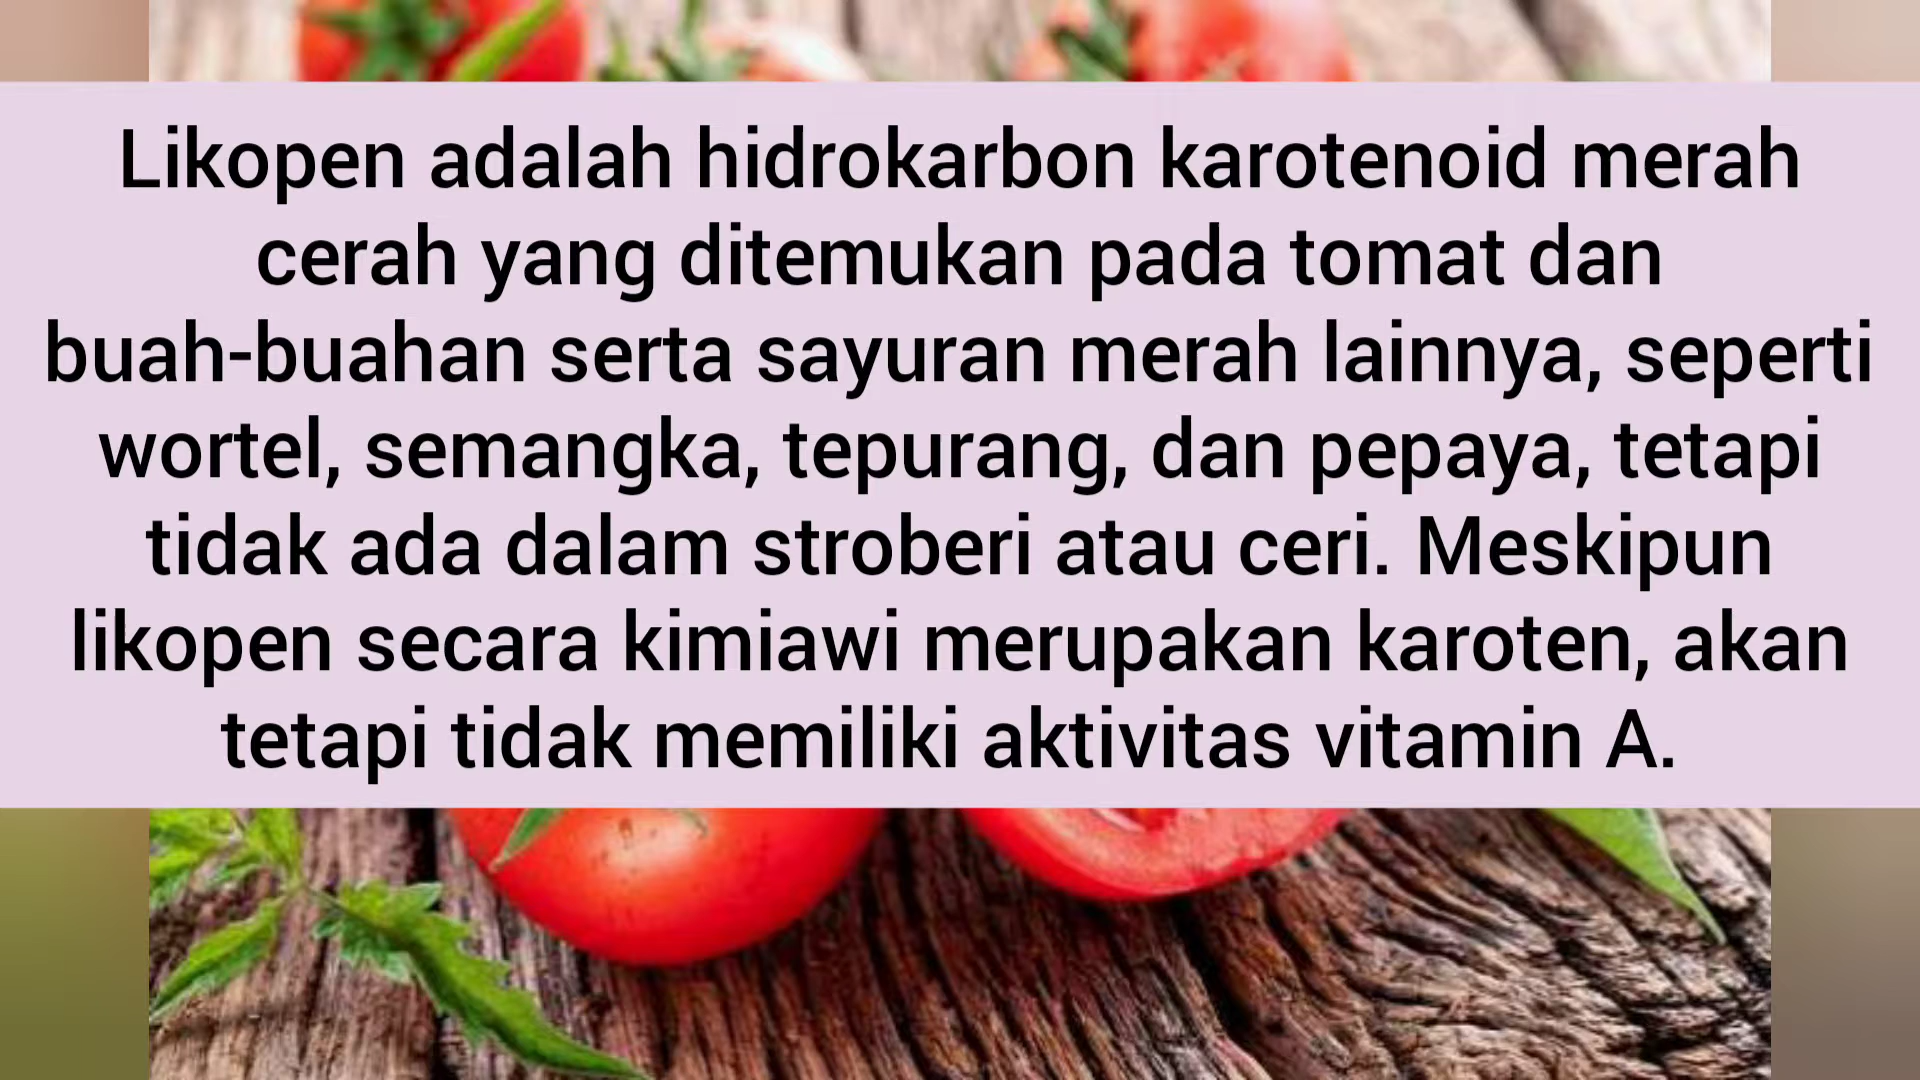 Likopen adalah hidrokarbon karotenoid merah
cerah yang ditemukan pada tomat dan
buah-buahan serta sayuran merah lainnya, seperti
wortel, semangka, tepurang, dan pepaya, tetapi
tidak ada dalam stroberi atau ceri. Meskipun
likopen secara kimiawi merupakan karoten, akan
tetapi tidak memiliki aktivitas vitamin A.